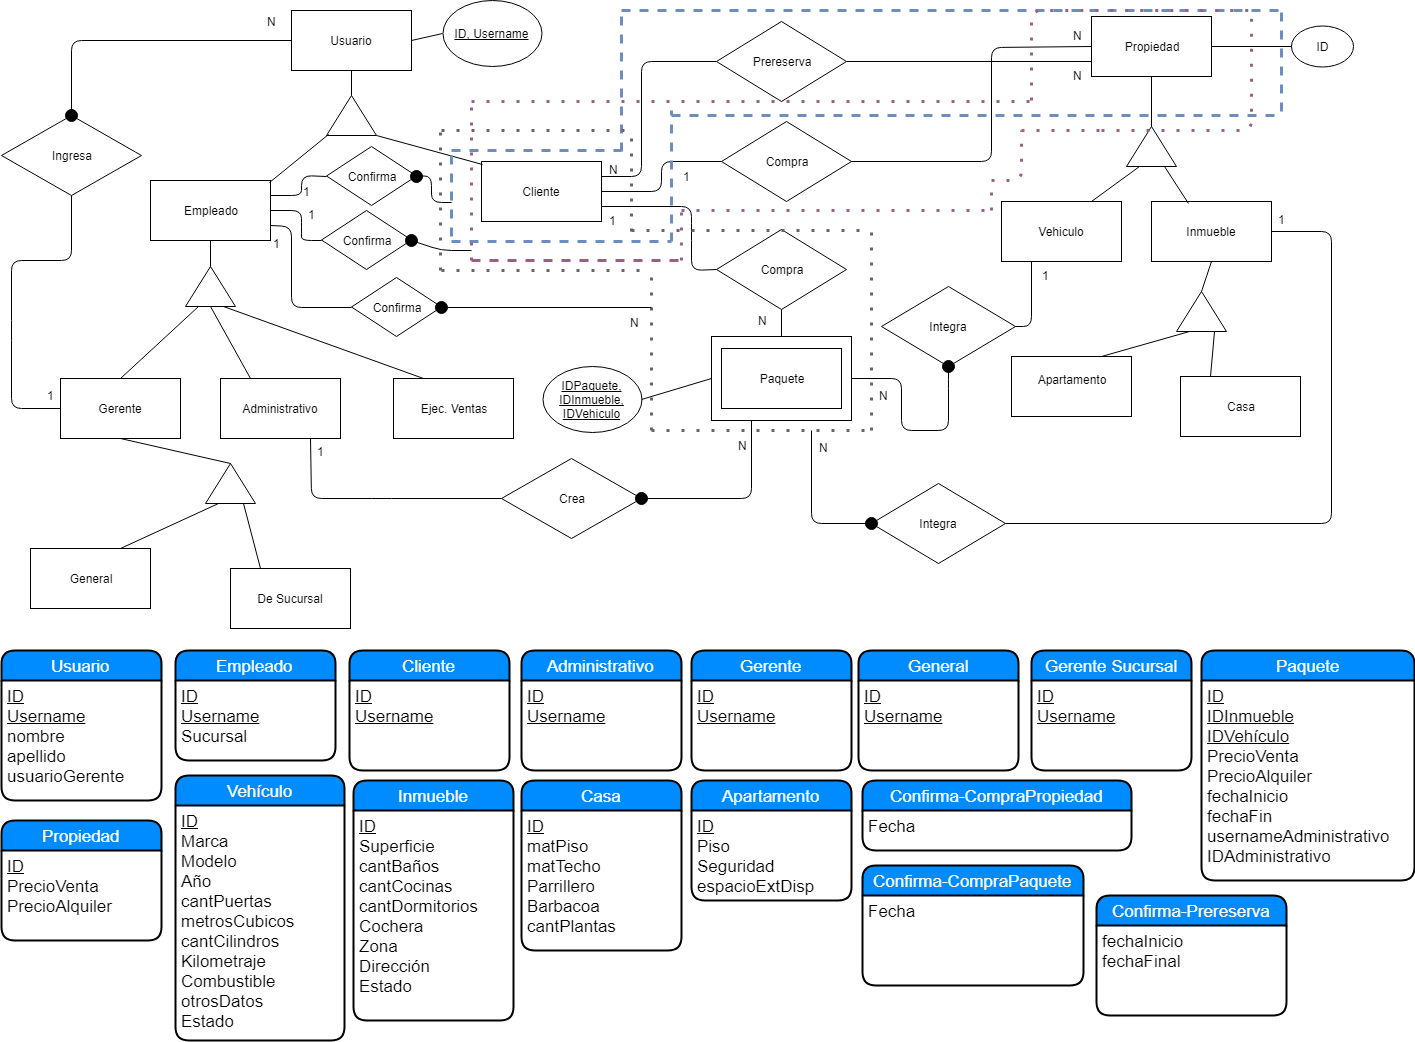 N
Usuario
ID, Username
Prereserva
N
Propiedad
ID
N
Ingresa
Confirma
1
N
Cliente
1
Compra
Empleado
1
Confirma
1
1
Compra
Vehiculo
Inmueble
1
1
Confirma
N
N
Integra
IDPaquete,
IDInmueble,
IDVehiculo
Paquete
N
Apartamento
Casa
1
Gerente
Administrativo
Ejec. Ventas
1
N
N
Crea
Integra
General
De Sucursal
Usuario
ID
Username
nombre
apellido
usuarioGerente
Empleado
ID
Username
Sucursal
Cliente
ID
Username
Administrativo
ID
Username
Gerente
ID
Username
General
ID
Username
Gerente Sucursal
ID
Username
Paquete
ID
IDInmueble
IDVehículo
PrecioVenta
PrecioAlquiler
fechaInicio
fechaFin
usernameAdministrativo
IDAdministrativo
Propiedad
ID
PrecioVenta
PrecioAlquiler
Vehículo
ID
Marca
Modelo
Año
cantPuertas
metrosCubicos
cantCilindros
Kilometraje
Combustible
otrosDatos
Estado
Inmueble
ID
Superficie
cantBaños
cantCocinas
cantDormitorios
Cochera
Zona
Dirección
Estado
Casa
ID
matPiso
matTecho
Parrillero
Barbacoa
cantPlantas
Apartamento
ID
Piso
Seguridad
espacioExtDisp
Confirma-CompraPropiedad
Fecha
Confirma-CompraPaquete
Fecha
Confirma-Prereserva
fechaInicio
fechaFinal